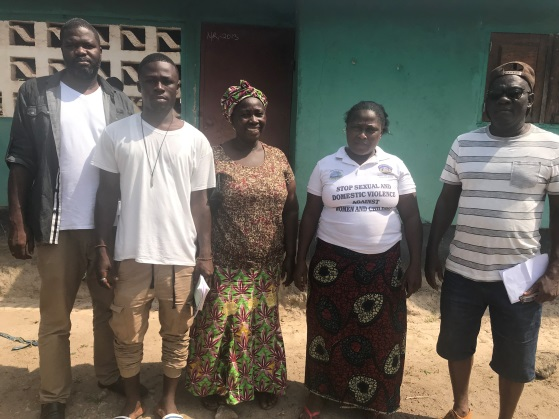 STOP SEXUAL AND
DOMESTIC VIOLENCE
AGAINST
WOMEN AND CHILDREN